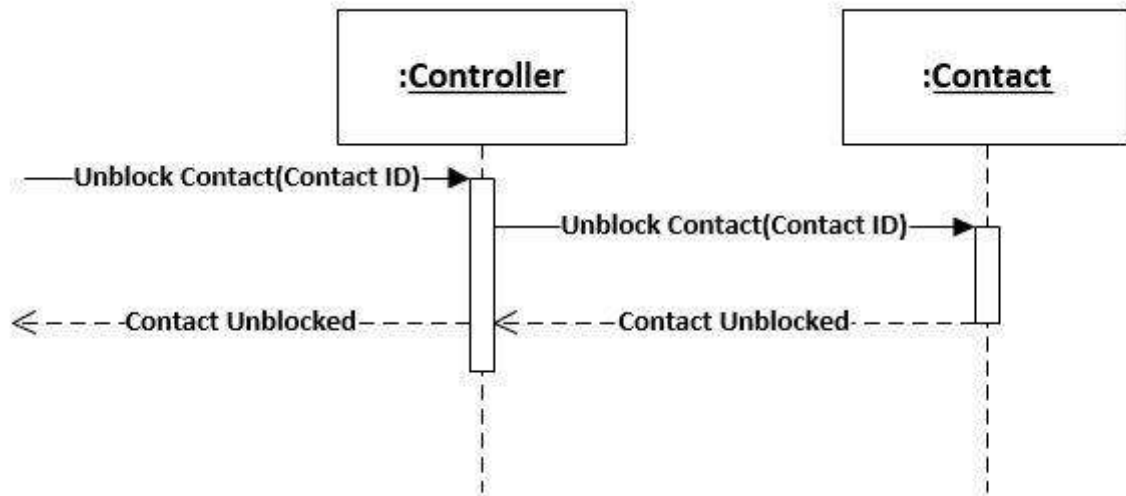 :Controller
:Contact
Unblock Contact(Contact ID)
Unblock Contact(Contact ID)
Contact Unblocked
Contact Unblocked